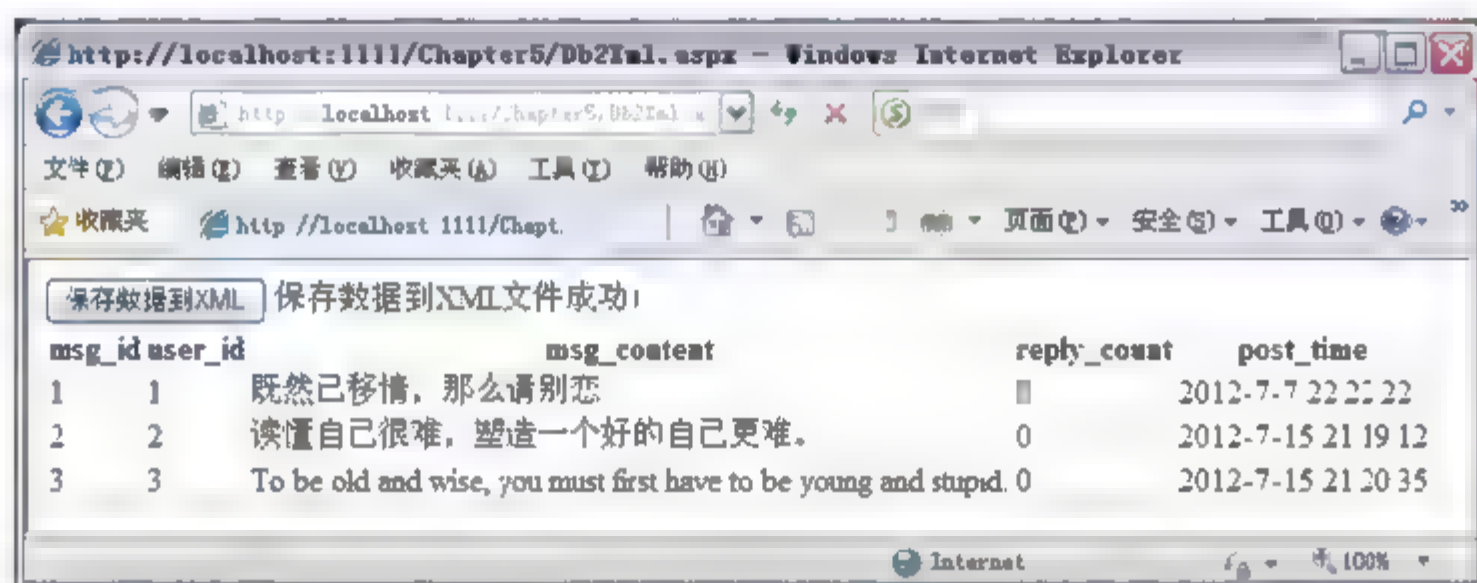 http://localhost:1111/Chapter5/Db2Xml.aspx - Windows Internet Explorer
http localhost
文件(F) 编辑(E) 查看(V) 收藏夹(A) 工具(T) 帮助(H)
收藏夹 http //localhost 1111/Chapt. 页面(P) 安全(S) 工具(O)
保存数据到XML 保存数据到XML文件成功!
msg_id user_id msg_content reply_count post_time
1 1 既然已移情，那么请别恋 2012-7-7 22 22 22
2 2 读懂自己很难，塑造一个好的自己更难。 0 2012-7-15 21 19 12
3 3 To be old and wise, you must first have to be young and stupid. 0 2012-7-15 21 20 35
Internet 100%